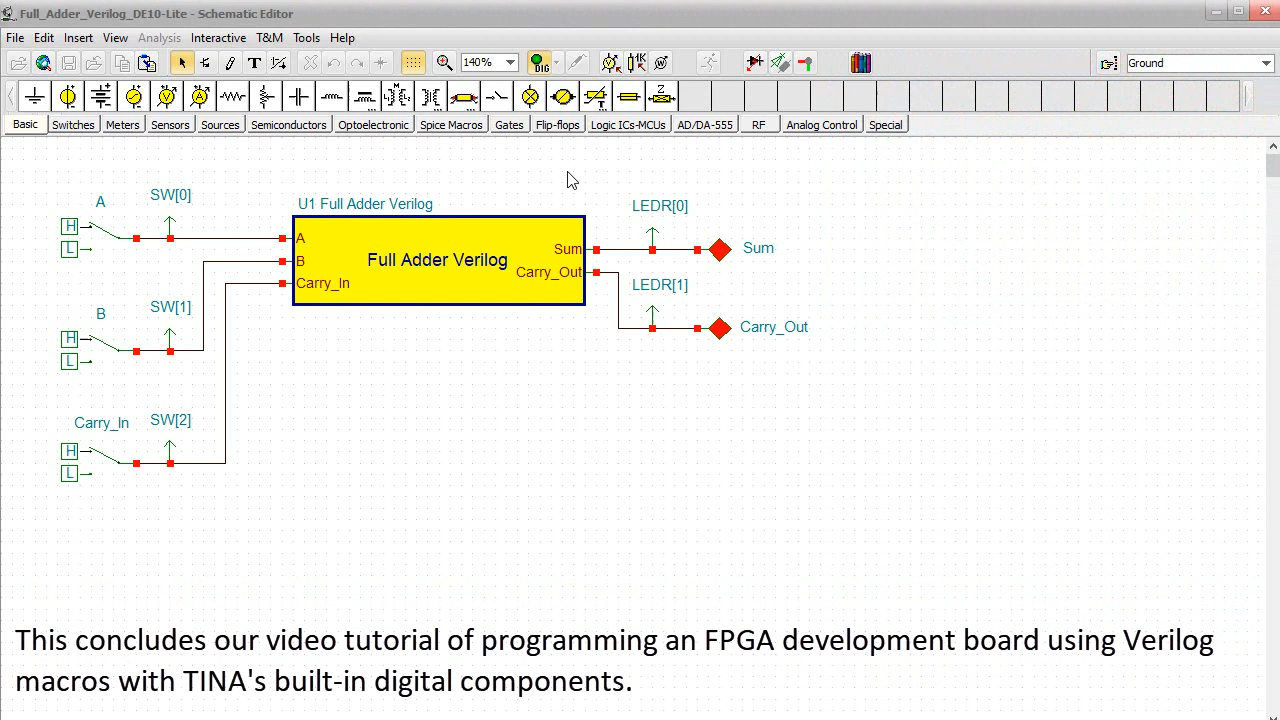 Full_Adder_Verilog_DE10-Lite - Schematic Editor
File Edit Insert View Analysis Interactive T&M Tools Help
140% DIG 1K Ground
Basic Switches Meters Sensors Sources Semiconductors Optoelectronic Spice Macros Gates Flip-flops Logic ICs-MCUs AD/DA-555 RF Analog Control Special
A SW[0] U1 Full Adder Verilog LEDR[0]
H
L
A
B
Carry_In
Full Adder Verilog
Sum
Carry_Out
Sum
LEDR[1]
Carry_Out
B SW[1]
H
L
Carry_In SW[2]
H
L
This concludes our video tutorial of programming an FPGA development board using Verilog
macros with TINA's built-in digital components.